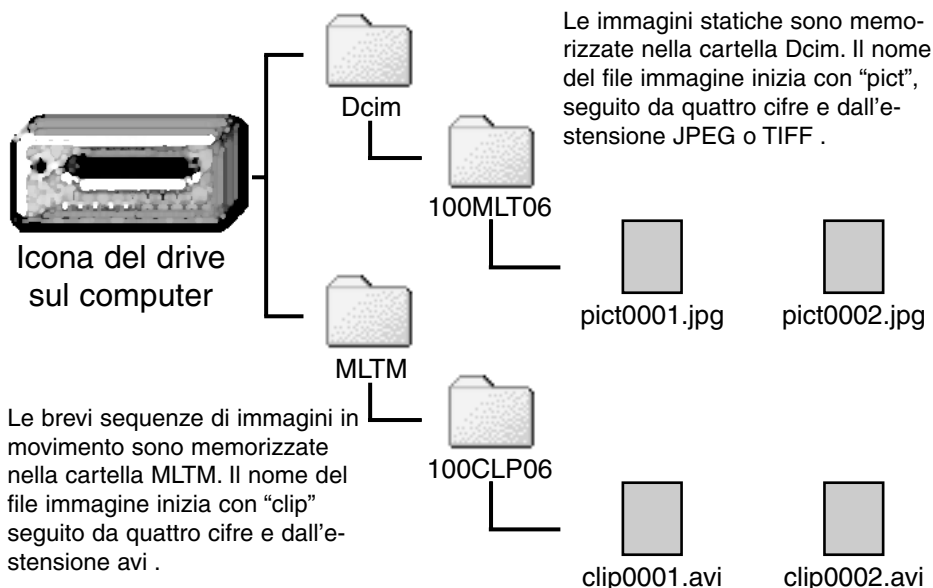 Le immagini statiche sono memo-
rizzate nella cartella Dcim. Il nome
del file immagine inizia con “pict”,
seguito da quattro cifre e dall'e-
stensione JPEG o TIFF .
Dcim
100MLT06
Icona del drive
sul computer
pict0001.jpg
pict0002.jpg
MLTM
Le brevi sequenze di immagini in
movimento sono memorizzate
nella cartella MLTM. Il nome del
file immagine inizia con “clip”
seguito da quattro cifre e dall'e-
stensione avi .
100CLP06
clip0001.avi
clip0002.avi